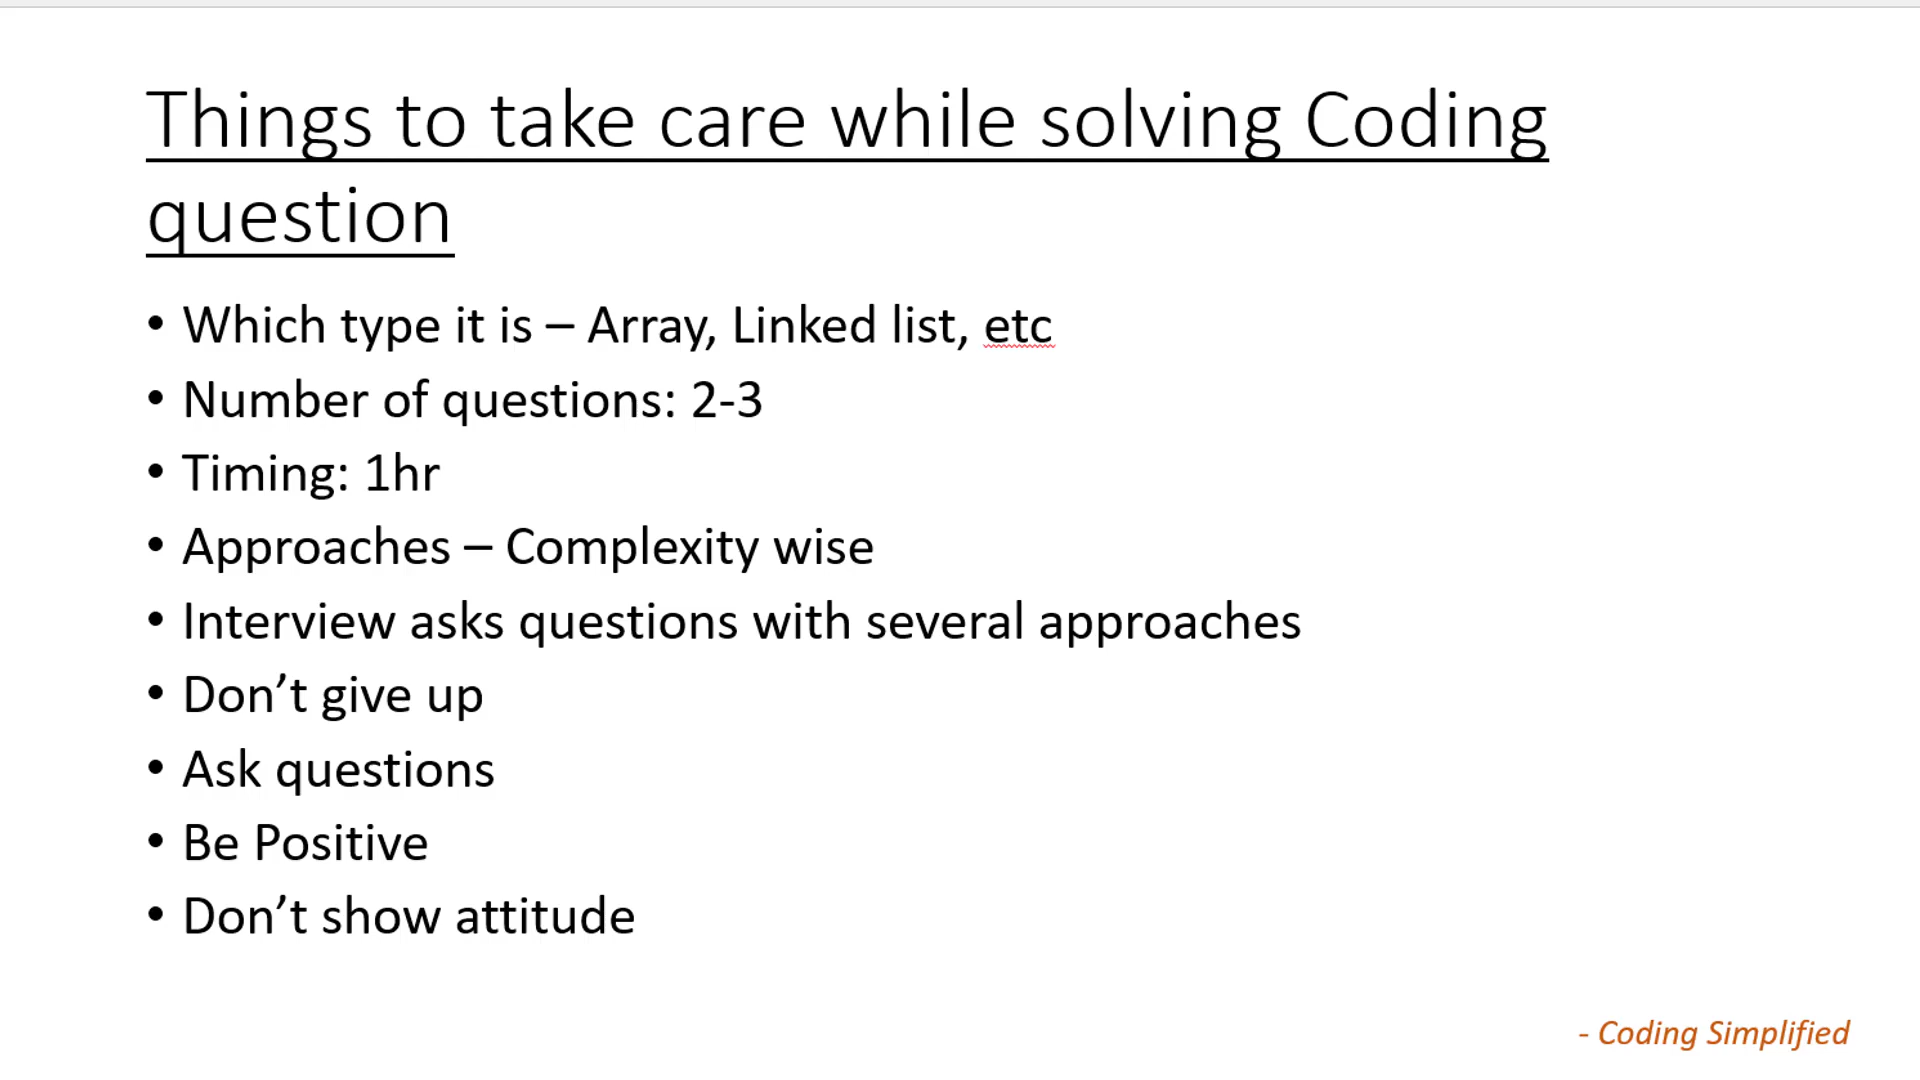 Things to take care while solving Coding
question
• Which type it is – Array, Linked list, etc
• Number of questions: 2-3
• Timing: 1hr
• Approaches – Complexity wise
• Interview asks questions with several approaches
• Don’t give up
• Ask questions
• Be Positive
• Don’t show attitude
- Coding Simplified